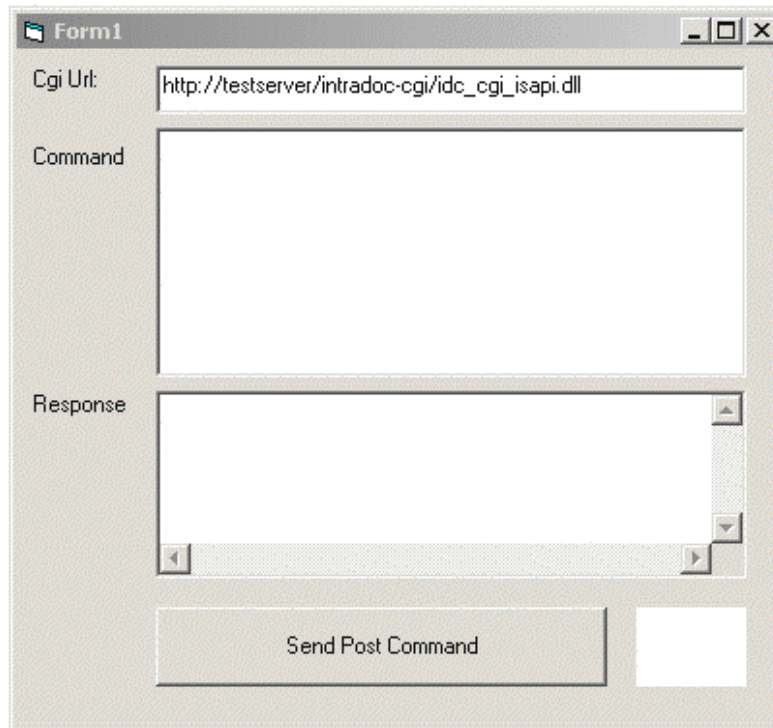 Form1
Cgi Url:
http://testserver/intradoc-cgi/idc_cgi_isapi.dll
Command
Response
Send Post Command